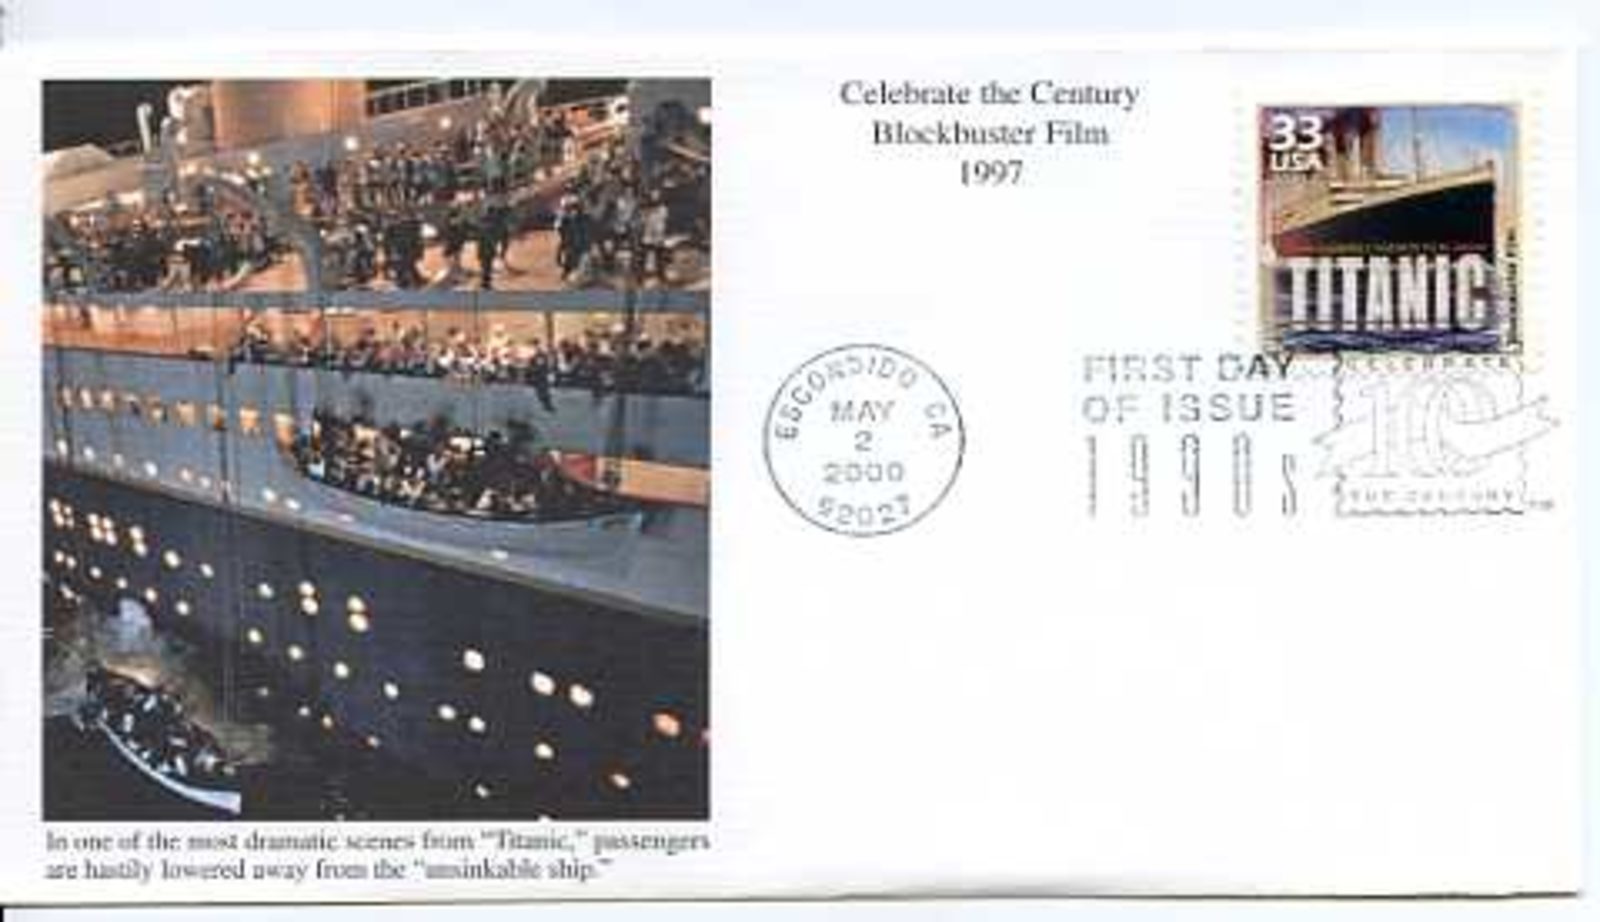 Celebrate the Century
Blockbuster Film
1997
33
USA
TITANIC
ESCONDIDO CA
MAY
2
2000
92027
FIRST DAY
OF ISSUE
1990s
CELEBRATE
100
THE CENTURY
In one of the most dramatic scenes from "Titanic," passengers
are hastily lowered away from the "unsinkable ship."